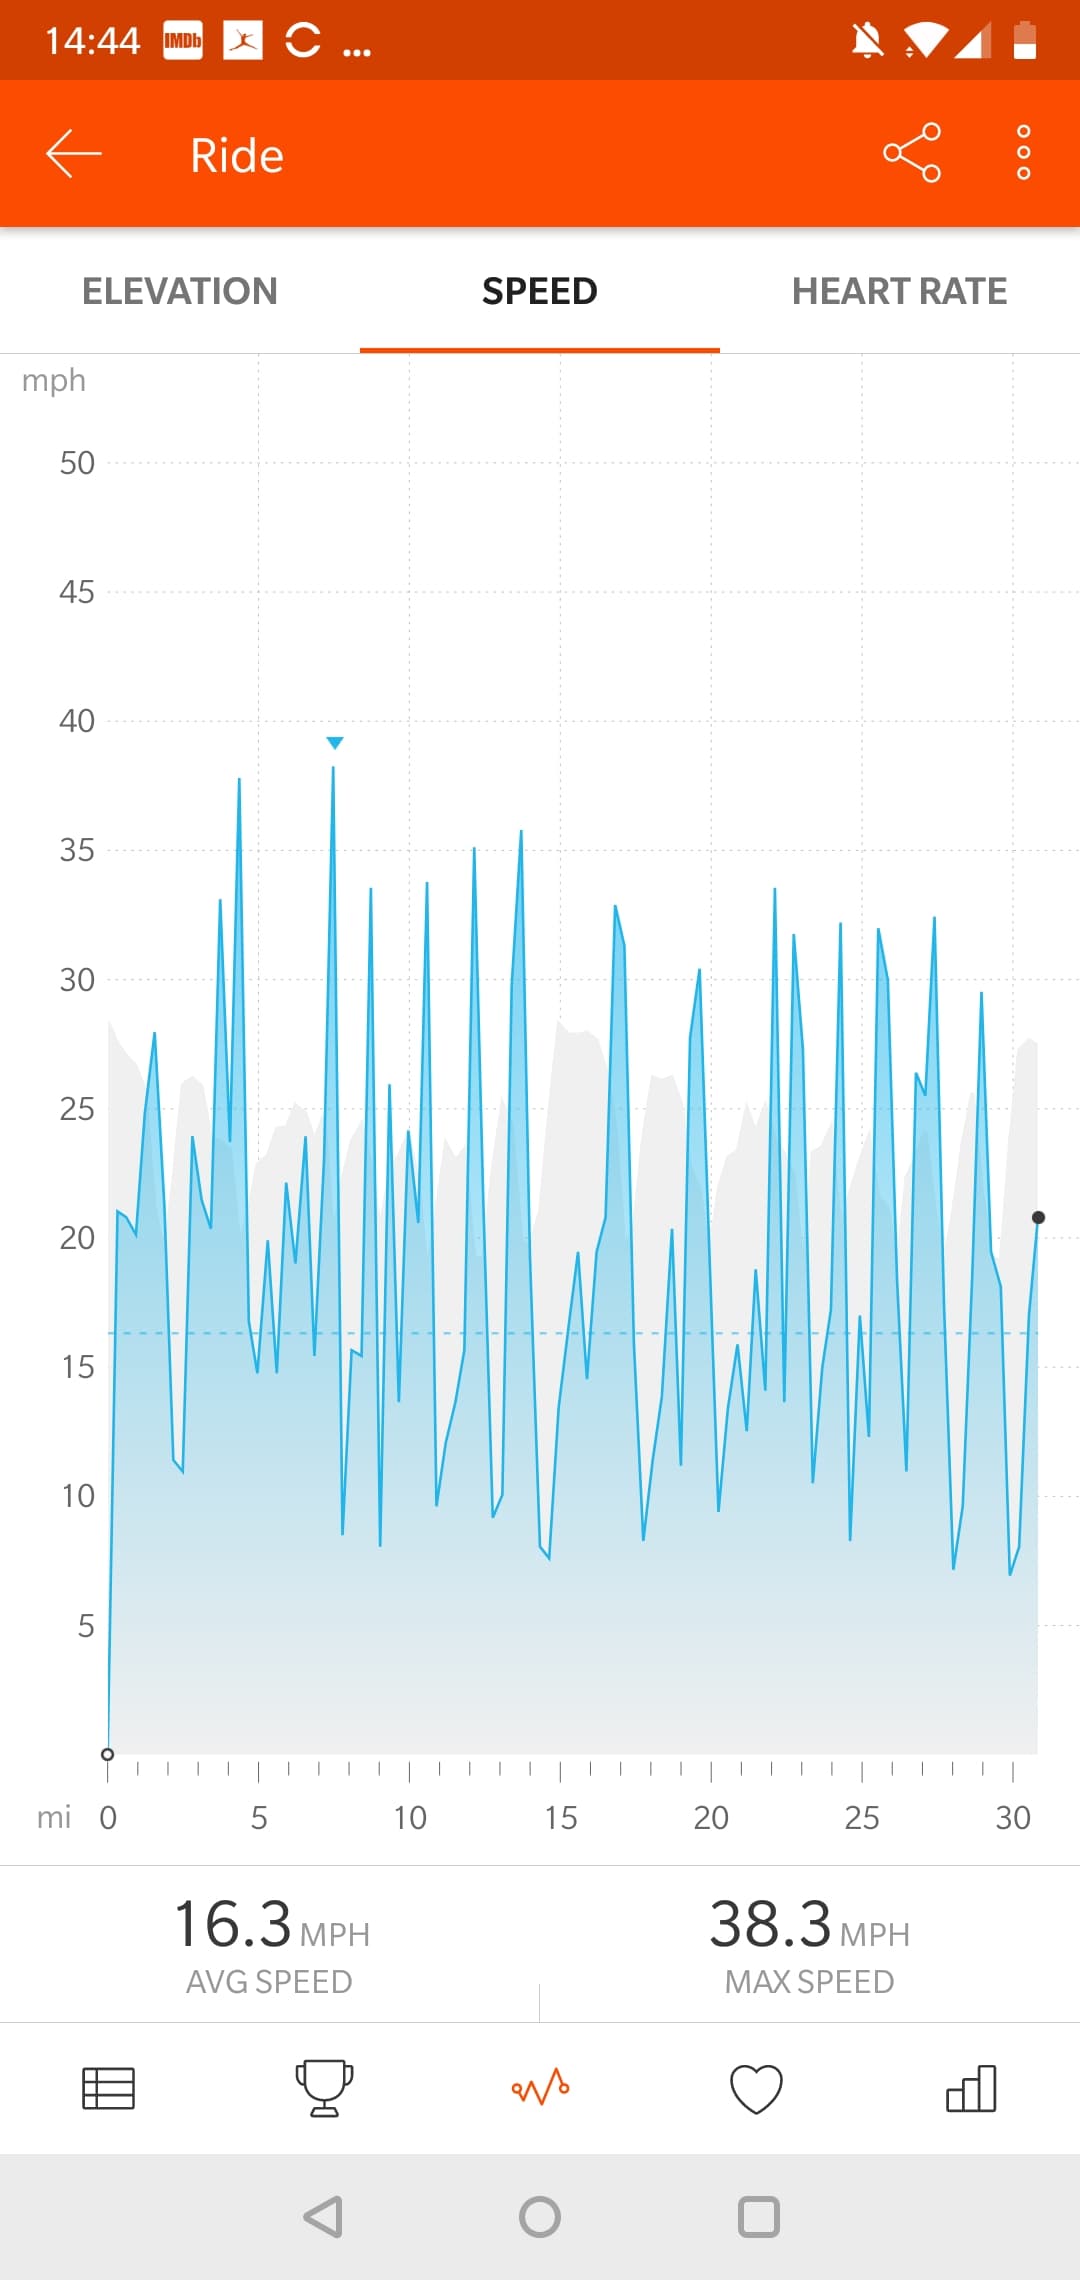 14:44 IMDb ...
Ride
ELEVATION SPEED HEART RATE
mph
50
45
40
35
30
25
20
15
10
5
mi 0 5 10 15 20 25 30
16.3 MPH 38.3 MPH
AVG SPEED MAX SPEED